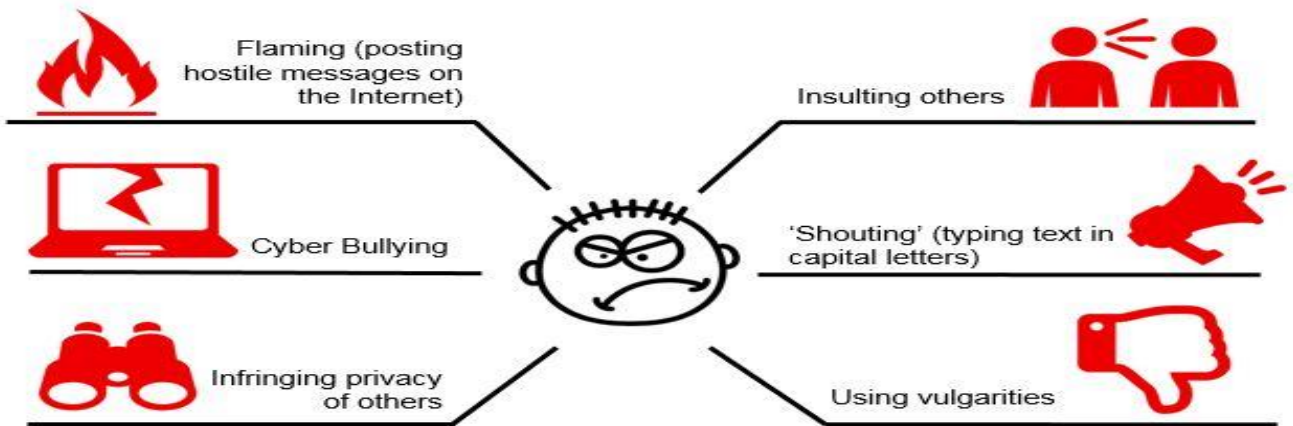 Flaming (posting
hostile messages on
the Internet)
Insulting others
Cyber Bullying
‘Shouting’ (typing text in
capital letters)
Infringing privacy
of others
Using vulgarities